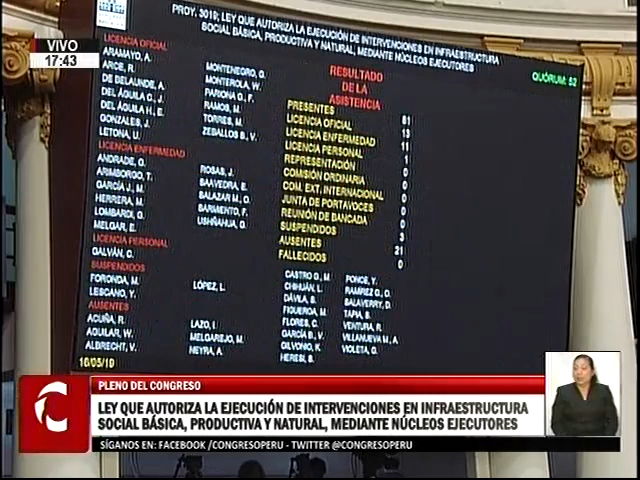 PROY. 3019; LEY QUE AUTORIZA LA EJECUCIÓN DE INTERVENCIONES EN INFRAESTRUCTURA
SOCIAL BÁSICA, PRODUCTIVA Y NATURAL, MEDIANTE NÚCLEOS EJECUTORES
VIVO
17:43
QUÓRUM: 52
LICENCIA OFICIAL
ARAMAYO, A. MONTENEGRO, G.
ARCE, R. MONTEROLA, W.
DE BELAUNDE, A. PARIONA G., F.
DEL ÁGUILA C., J. RAMOS, M.
DEL ÁGUILA H., E. TORRES, M.
GONZALES, J. ZEBALLOS B., V.
LETONA, U.
LICENCIA ENFERMEDAD
ANDRADE, G. ROSAS, J.
ARIMBORGO, T. SAAVEDRA, E.
GARCÍA J., M. SALAZAR M., O.
HERRERA, M. SARMIENTO, F.
LOMBARDI, G. USHÑAHUA, G.
MELGAR, E.
LICENCIA PERSONAL
GALVÁN, C.
SUSPENDIDOS
FORONDA, M. LÓPEZ, L.
LESCANO, Y.
AUSENTES
ACUÑA, R. LAZO, I.
AGUILAR, W. MELGAREJO, M.
ALBRECHT, V. NEYRA, A.
16/05/19
RESULTADO
DE LA
ASISTENCIA
PRESENTES 81
LICENCIA OFICIAL 13
LICENCIA ENFERMEDAD 11
LICENCIA PERSONAL 1
REPRESENTACIÓN 0
COMISIÓN ORDINARIA 0
COM. EXT. INTERNACIONAL 0
JUNTA DE PORTAVOCES 0
REUNIÓN DE BANCADA 0
SUSPENDIDOS 3
AUSENTES 21
FALLECIDOS 0
CASTRO G., M. PONCE, Y.
CHIHUÁN, L. RAMÍREZ G., O.
DÁVILA, S. SALAVERRY, D.
FIGUEROA, M. TAPIA, S.
FLORES, C. VENTURA, R.
GARCÍA B., V. VILLANUEVA M., A.
GILVONIO, K. VIOLETA, G.
HERESI, S.
PLENO DEL CONGRESO
LEY QUE AUTORIZA LA EJECUCIÓN DE INTERVENCIONES EN INFRAESTRUCTURA
SOCIAL BÁSICA, PRODUCTIVA Y NATURAL, MEDIANTE NÚCLEOS EJECUTORES
SÍGANOS EN: FACEBOOK /CONGRESOPERU - TWITTER @CONGRESOPERU